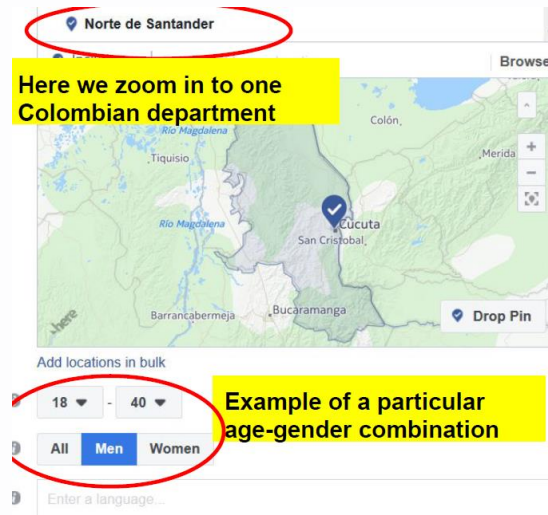 Norte de Santander
Browse
Here we zoom in to one
Colombian department
Colón,
Río Magdalena
Tiquisio
Merida
Río Magdalena
Cucuta
San Cristobal,
Barrancabermeja
Bucaramanga
Drop Pin
here
Add locations in bulk
18 - 40
Example of a particular
age-gender combination
All Men Women
Enter a language...